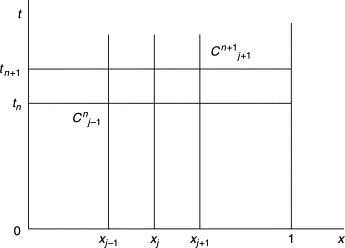 t
C^{n+1}_{j+1}
t_{n+1}
t_n
C^n_{j−1}
0
x_{j−1} x_j x_{j+1} 1 x